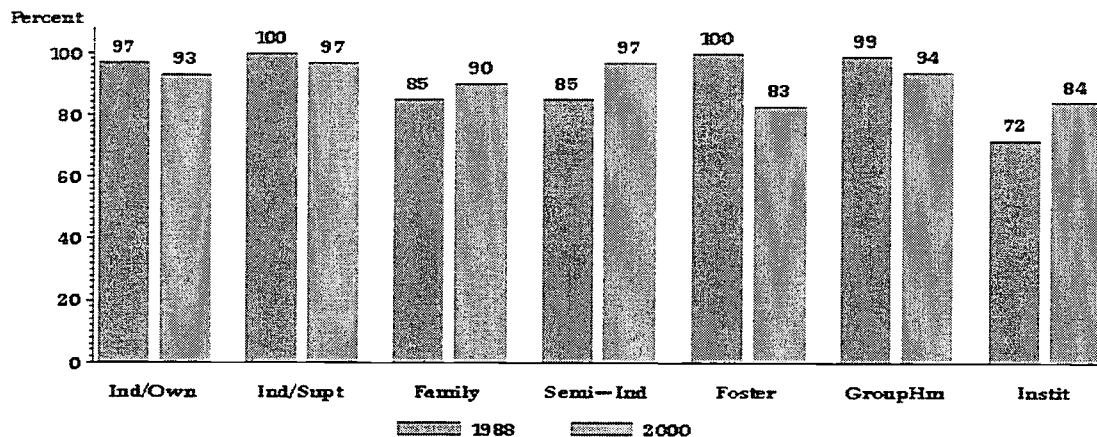 Percent
100
80
60
40
20
0
97 93 100 97 85 90 85 97 100 83 99 94 72 84
Ind/Own Ind/Supt Family Semi-Ind Foster GroupHm Instit
1988 2000